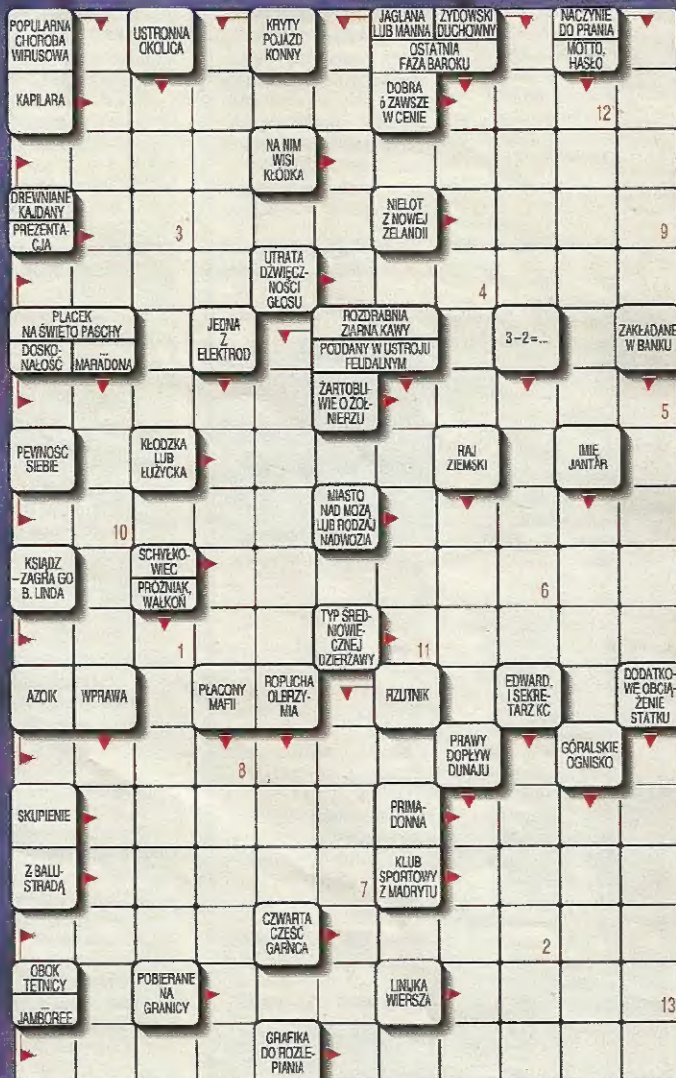 POPULARNA
CHOROBA
WIRUSOWA
KAPILARA
USTRONNA
OKOLICA
KRYTY
POJAZD
KONNY
JAGLANA
LUB MANNA
ŻYDOWSKI
DUCHOWNY
OSTATNIA
FAZA BAROKU
NACZYNIE
DO PRANIA
MOTTO,
HASŁO
DOBRA
I ZAWSZE
W CENIE
12
NA NIM
WISI
KŁÓDKA
DREWNIANE
KAJDANY
PREZENTA-
CJA
3
NIELOT
Z NOWEJ
ZELANDII
9
UTRATA
DŹWIĘCZ-
NOŚCI
GŁOSU
4
PLACEK
NA ŚWIĘTO PASCHY
DOSKO-
NAŁOŚĆ
...
MARADONA
JEDNA
Z
ELEKTROD
ROZDRABNIA
ZIARNA KAWY
PODDANY W USTROJU
FEUDALNYM
3-2=...
ZAKŁADANE
W BANKU
ŻARTOBLI-
WIE O ŻOŁ-
NIERZU
5
PEWNOŚĆ
SIEBIE
KŁODZKA
LUB
ŁUŻYCKA
RAJ
ZIEMSKI
IMIĘ
JANTAR
10
MIASTO
NAD MOZĄ
LUB RODZAJ
NADWOZIA
KSIĄDZ
–ZAGRA GO
B. LINDA
SCHYŁKO-
WIEC
PRÓŻNIAK,
WAŁKOŃ
6
1
TYP ŚRED-
NIOWIE-
CZNEJ
DZIERŻAWY
11
AZOIK
WPRAWA
PŁACONY
MAFII
ROPUCHA
OLBRZY-
MIA
RZUTNIK
EDWARD,
I SEKRE-
TARZ KC
DODATKO-
WE OBCIĄ-
ŻENIE
STATKU
8
PRAWY
DOPŁYW
DUNAJU
GÓRALSKIE
OGNISKO
SKUPIENIE
PRIMA-
DONNA
Z BALU-
STRADĄ
7
KLUB
SPORTOWY
Z MADRYTU
CZWARTA
CZĘŚĆ
GARNCA
2
OBOK
TĘTNICY
...
JAMBOREE
POBIERANE
NA
GRANICY
LINIJKA
WIERSZA
13
GRAFIKA
DO ROZLE-
PIANIA